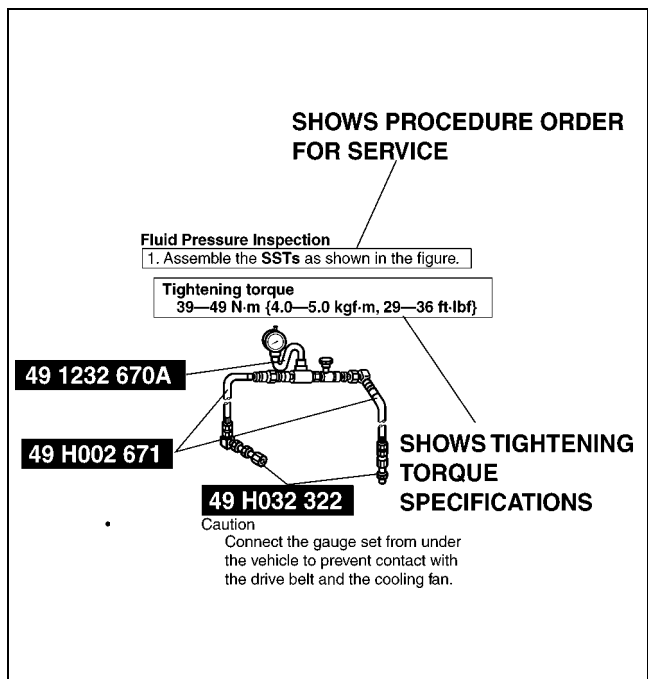 SHOWS PROCEDURE ORDER
FOR SERVICE
Fluid Pressure Inspection
1. Assemble the SSTs as shown in the figure.
Tightening torque
39—49 N·m {4.0—5.0 kgf·m, 29—36 ft·lbf}
49 1232 670A
49 H002 671
49 H032 322
SHOWS TIGHTENING
TORQUE
SPECIFICATIONS
Caution
Connect the gauge set from under
the vehicle to prevent contact with
the drive belt and the cooling fan.